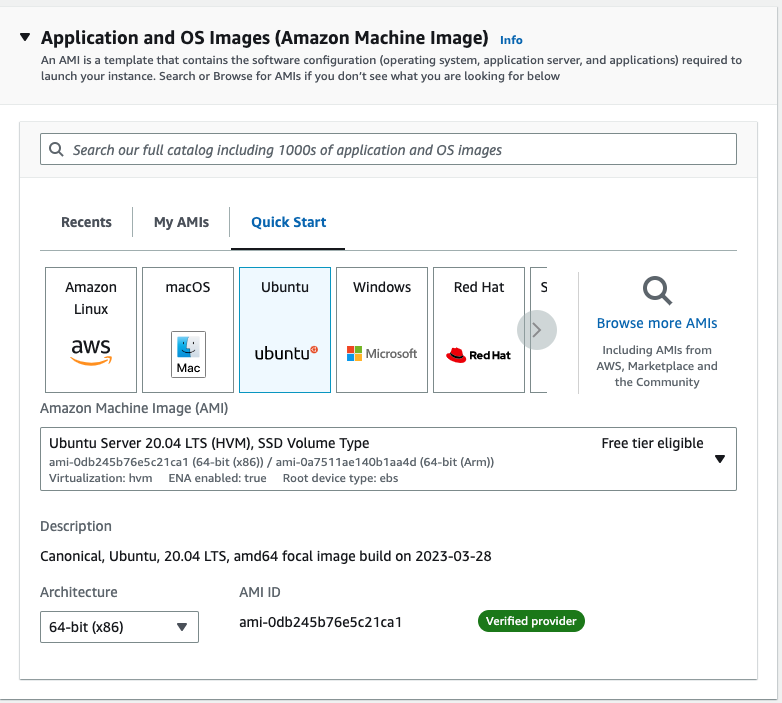 Application and OS Images (Amazon Machine Image) Info
An AMI is a template that contains the software configuration (operating system, application server, and applications) required to
launch your instance. Search or Browse for AMIs if you don’t see what you are looking for below
Search our full catalog including 1000s of application and OS images
Recents
My AMIs
Quick Start
Amazon
Linux
aws
macOS
Mac
Ubuntu
ubuntu
Windows
Microsoft
Red Hat
Red Hat
S
Browse more AMIs
Including AMIs from
AWS, Marketplace and
the Community
Amazon Machine Image (AMI)
Ubuntu Server 20.04 LTS (HVM), SSD Volume Type
Free tier eligible
ami-0db245b76e5c21ca1 (64-bit (x86)) / ami-0a7511ae140b1aa4d (64-bit (Arm))
Virtualization: hvm ENA enabled: true Root device type: ebs
Description
Canonical, Ubuntu, 20.04 LTS, amd64 focal image build on 2023-03-28
Architecture
AMI ID
64-bit (x86)
ami-0db245b76e5c21ca1
Verified provider